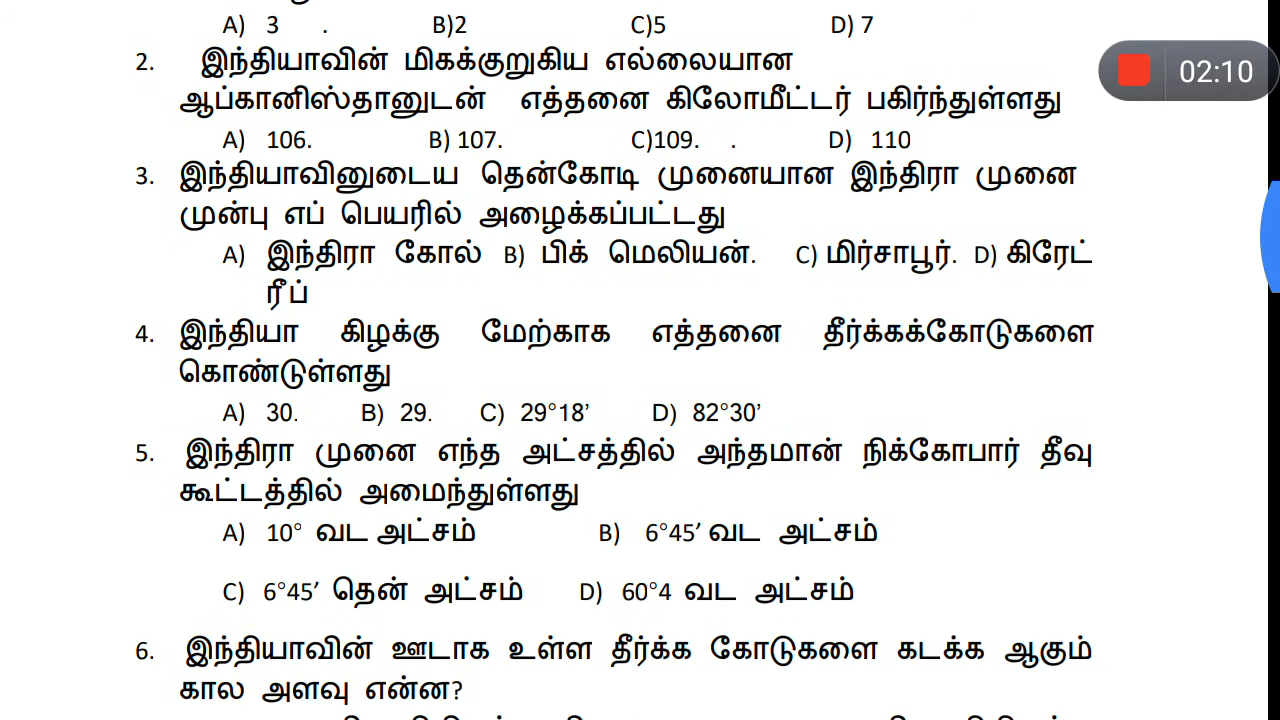 A) 3 . B)2 C)5 D) 7
2. இந்தியாவின் மிகக்குறுகிய எல்லையான
ஆப்கானிஸ்தானுடன் எத்தனை கிலோமீட்டர் பகிர்ந்துள்ளது
02:10
A) 106. B) 107. C)109. . D) 110
3. இந்தியாவினுடைய தென்கோடி முனையான இந்திரா முனை
முன்பு எப் பெயரில் அழைக்கப்பட்டது
A) இந்திரா கோல் B) பிக் மெலியன். C) மிர்சாபூர். D) கிரேட்
ரீப்
4. இந்தியா கிழக்கு மேற்காக எத்தனை தீர்க்கக்கோடுகளை
கொண்டுள்ளது
A) 30. B) 29. C) 29°18’ D) 82°30’
5. இந்திரா முனை எந்த அட்சத்தில் அந்தமான் நிக்கோபார் தீவு
கூட்டத்தில் அமைந்துள்ளது
A) 10° வட அட்சம் B) 6°45’ வட அட்சம்
C) 6°45’ தென் அட்சம் D) 60°4 வட அட்சம்
6. இந்தியாவின் ஊடாக உள்ள தீர்க்க கோடுகளை கடக்க ஆகும்
கால அளவு என்ன?